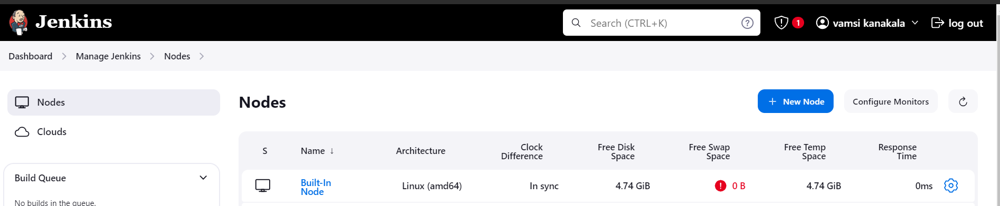 Jenkins
Search (CTRL+K)
?
1
vamsi kanakala
log out
Dashboard
Manage Jenkins
Nodes
Nodes
Clouds
Build Queue
No builds in the queue.
Nodes
+ New Node
Configure Monitors
S
Name ↓
Architecture
Clock
Difference
Free Disk
Space
Free Swap
Space
Free Temp
Space
Response
Time
Built-In
Node
Linux (amd64)
In sync
4.74 GiB
! 0 B
4.74 GiB
0ms